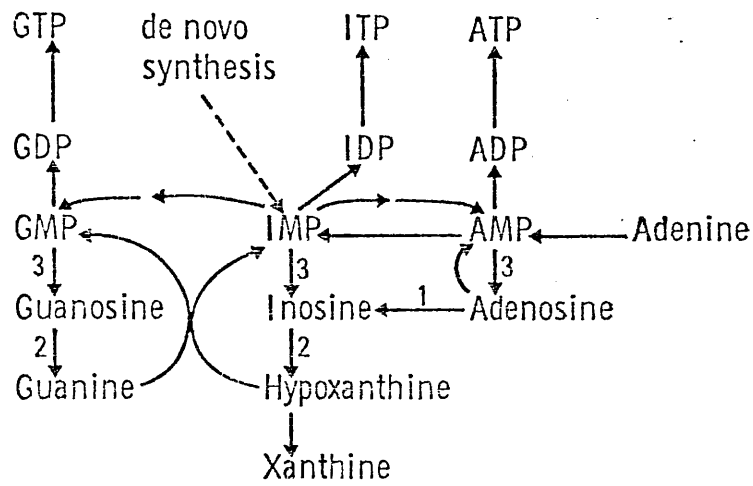 GTP de novo ITP ATP
synthesis
GDP IDP ADP
GMP IMP AMP Adenine
3 3 3
Guanosine Inosine 1 Adenosine
2 2
Guanine Hypoxanthine
Xanthine